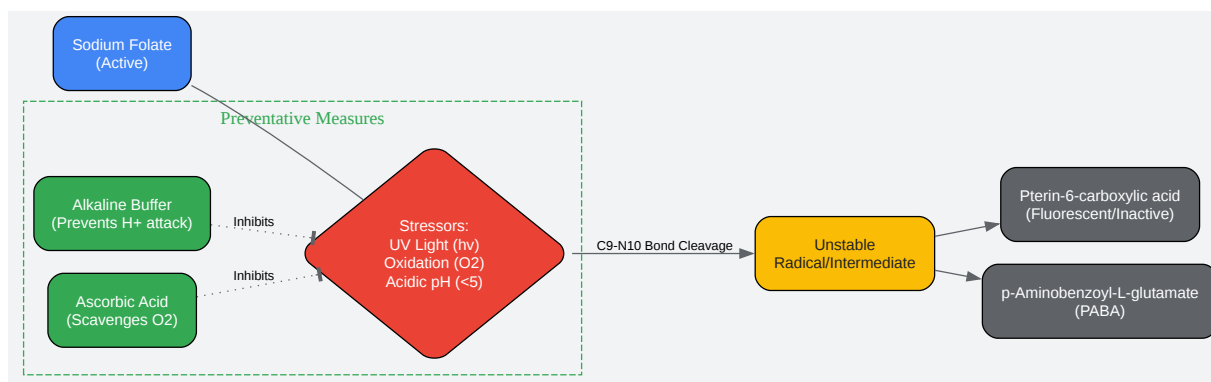 Sodium Folate
(Active)
Preventative Measures
Alkaline Buffer
(Prevents H+ attack)
Inhibits
Ascorbic Acid
(Scavenges O2)
Inhibits
Stressors:
UV Light (hv)
Oxidation (O2)
Acidic pH (<5)
C9-N10 Bond Cleavage
Unstable
Radical/Intermediate
Pterin-6-carboxylic acid
(Fluorescent/Inactive)
p-Aminobenzoyl-L-glutamate
(PABA)